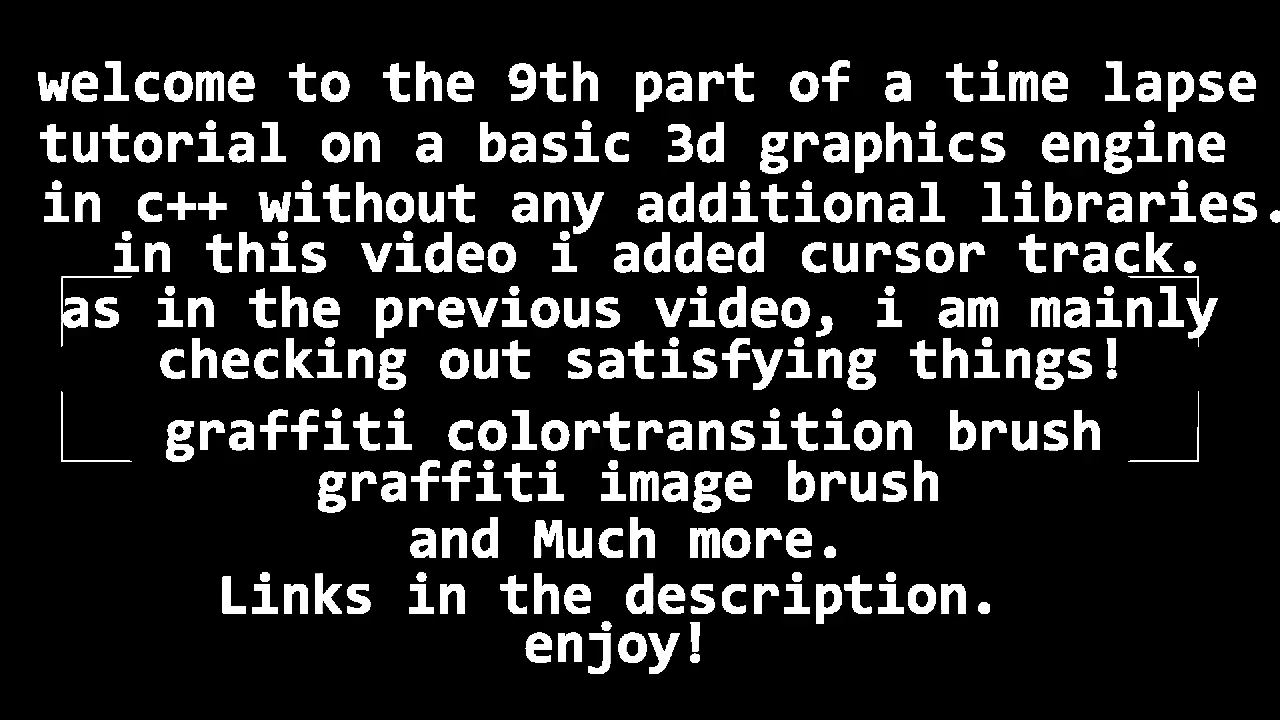 welcome to the 9th part of a time lapse
tutorial on a basic 3d graphics engine
in c++ without any additional libraries.
in this video i added cursor track.
as in the previous video, i am mainly
checking out satisfying things!
graffiti colortransition brush
graffiti image brush
and Much more.
Links in the description.
enjoy!